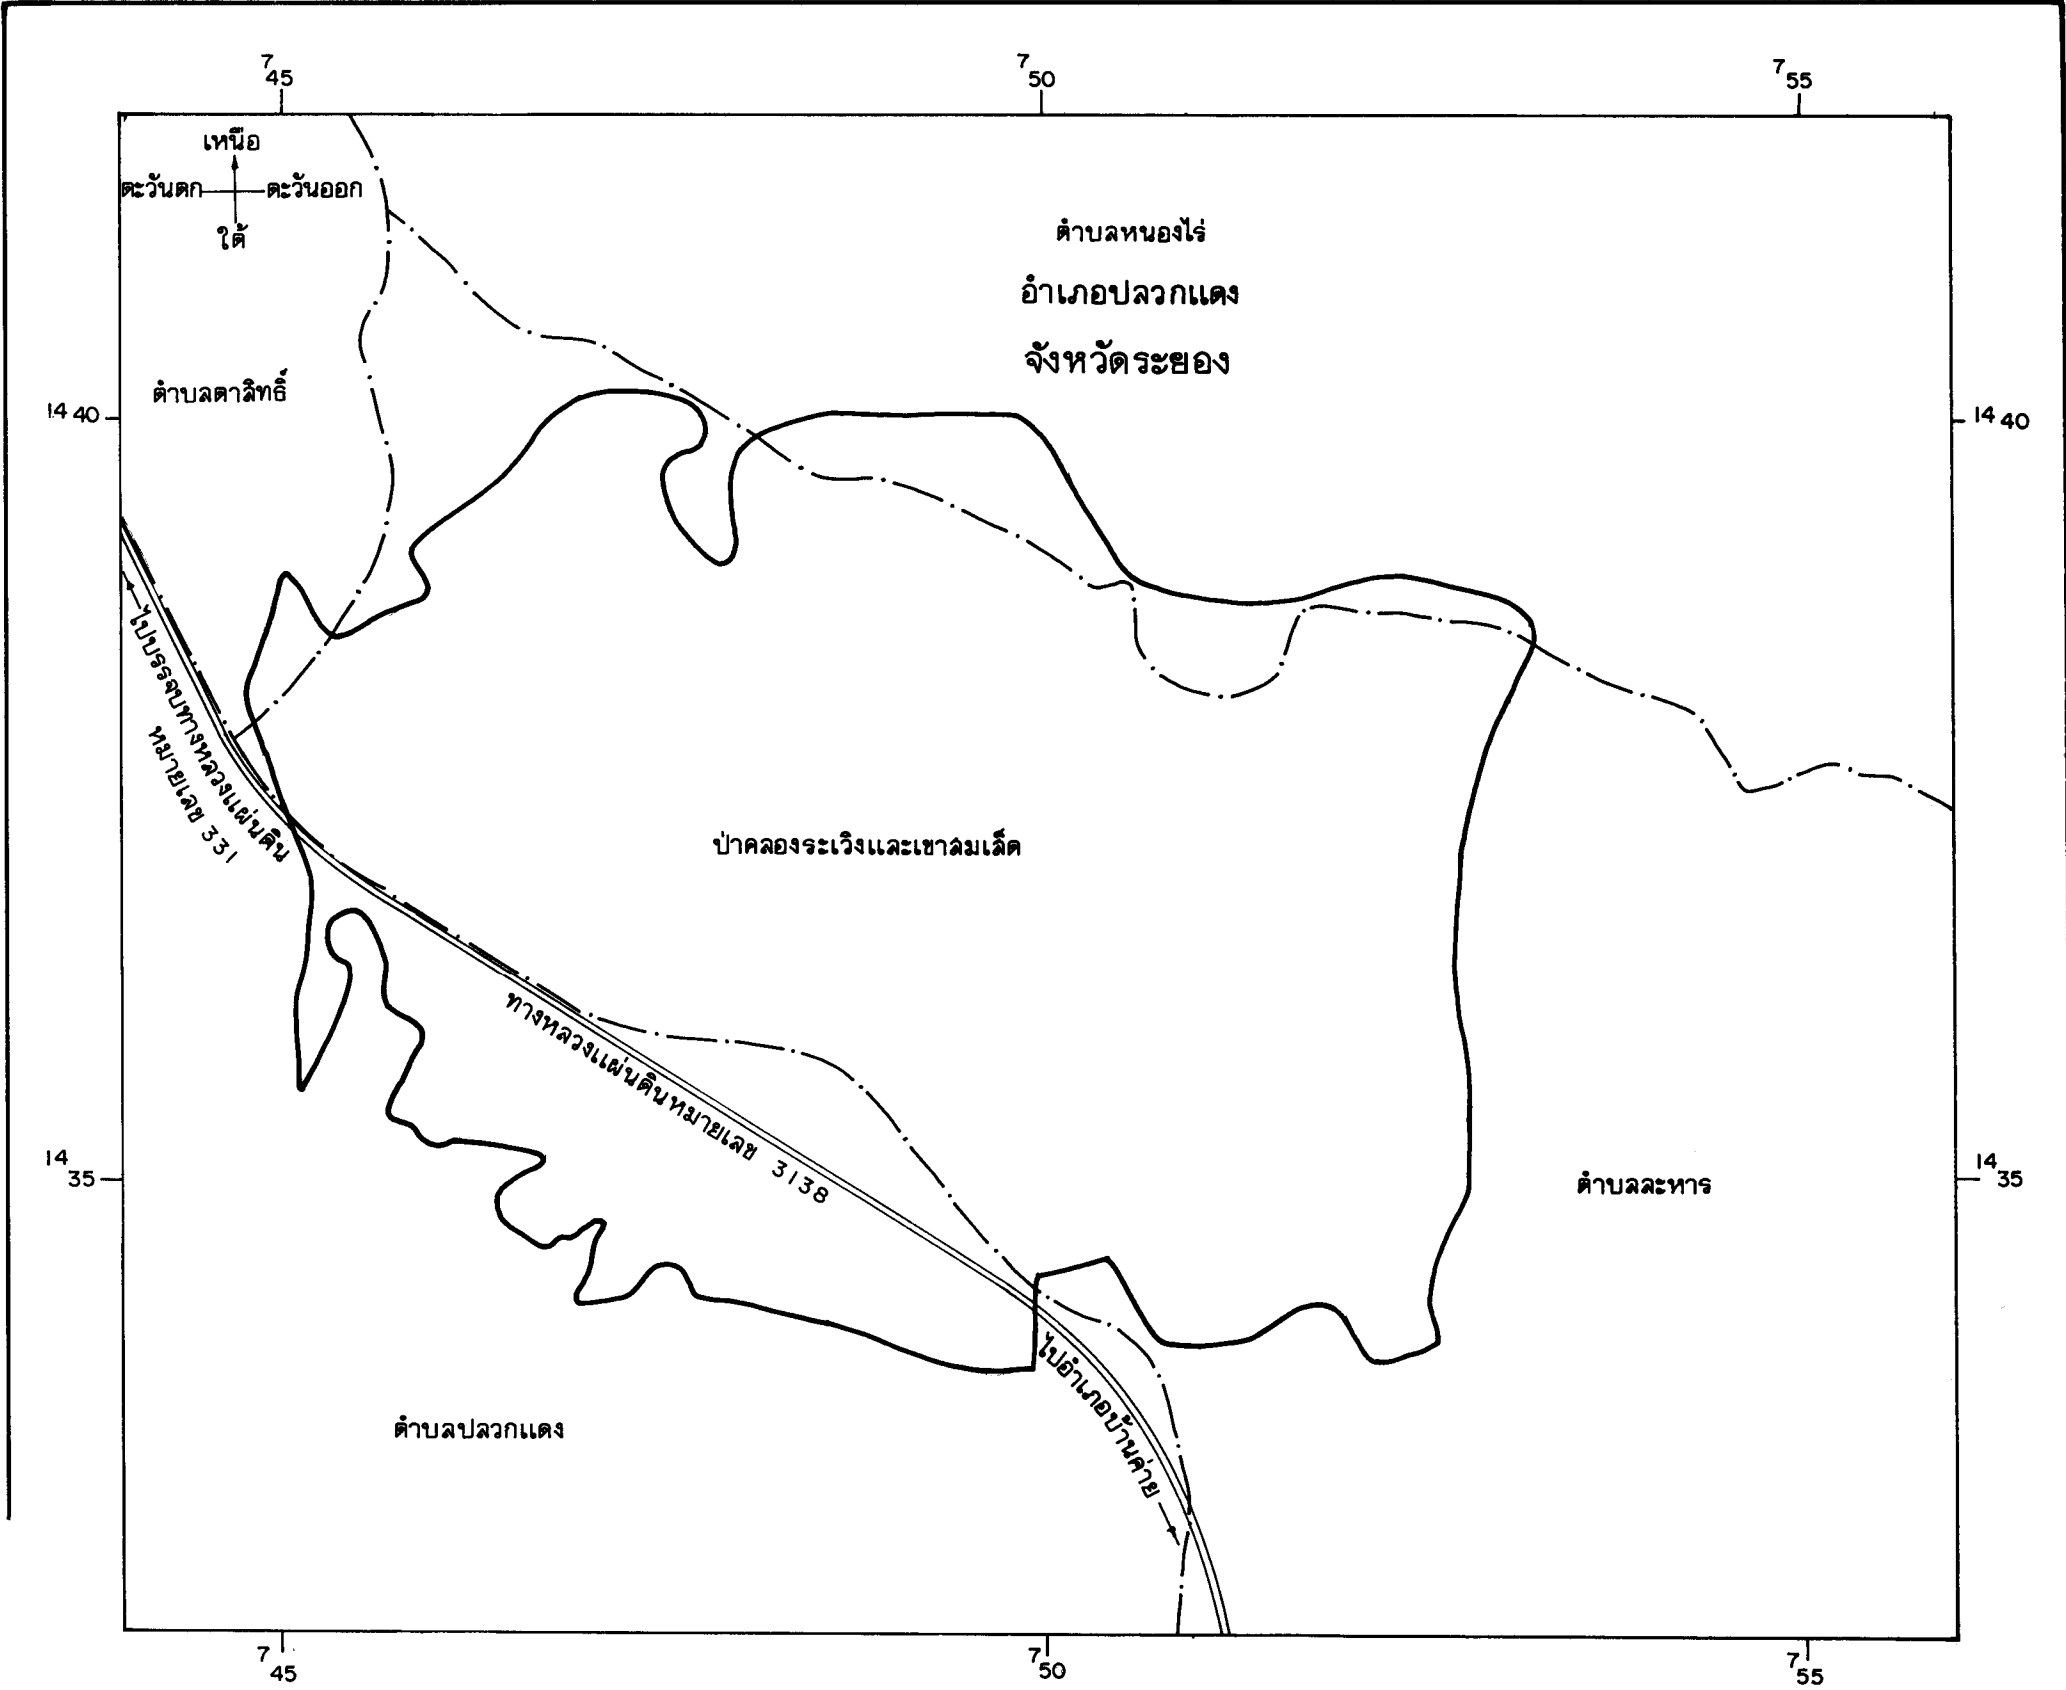 7 45
7 50
7 55
เหนือ
ตะวันตก ตะวันออก
ใต้
ตำบลหนองไร่
อำเภอปลวกแดง
จังหวัดระยอง
ตำบลตาสิทธิ์
14 40
14 40
ไปบรรจบทางหลวงแผ่นดิน
หมายเลข 331
ป่าคลองระเวิงและเขาสมเล็ด
ทางหลวงแผ่นดินหมายเลข 3138
14 35
14 35
ตำบลละหาร
ไปอำเภอบ้านค่าย
ตำบลปลวกแดง
7 45
7 50
7 55